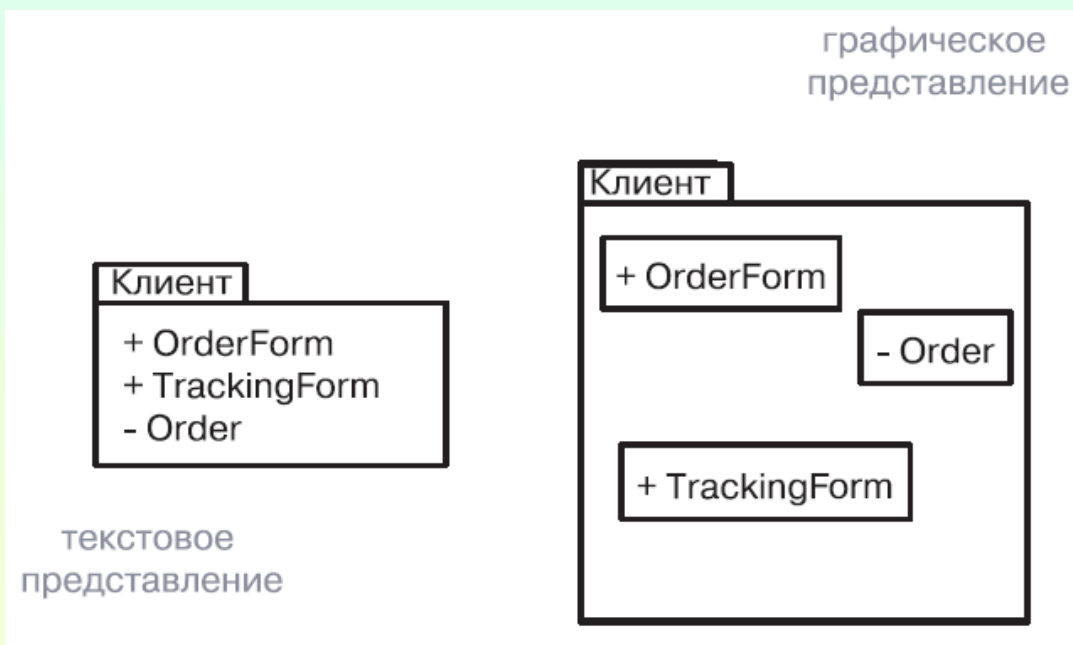 графическое
представление
Клиент
+ OrderForm
+ TrackingForm
- Order
текстовое
представление
Клиент
+ OrderForm
- Order
+ TrackingForm